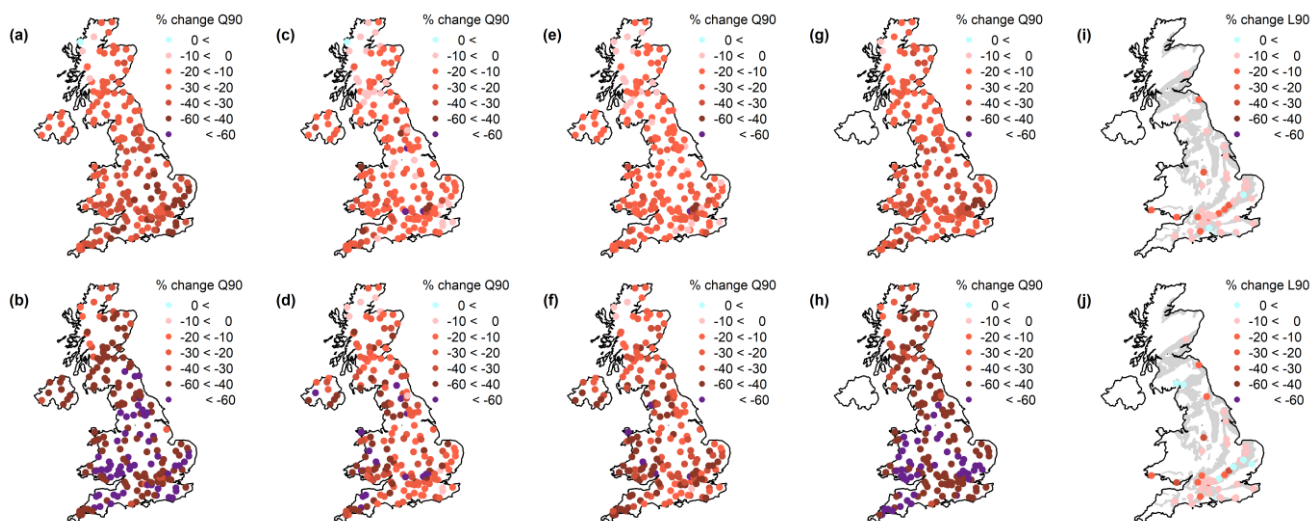 (a)
% change Q90
0 <
-10 < 0
-20 < -10
-30 < -20
-40 < -30
-60 < -40
< -60
(c)
% change Q90
0 <
-10 < 0
-20 < -10
-30 < -20
-40 < -30
-60 < -40
< -60
(e)
% change Q90
0 <
-10 < 0
-20 < -10
-30 < -20
-40 < -30
-60 < -40
< -60
(g)
% change Q90
0 <
-10 < 0
-20 < -10
-30 < -20
-40 < -30
-60 < -40
< -60
(i)
% change L90
0 <
-10 < 0
-20 < -10
-30 < -20
-40 < -30
-60 < -40
< -60
(b)
% change Q90
0 <
-10 < 0
-20 < -10
-30 < -20
-40 < -30
-60 < -40
< -60
(d)
% change Q90
0 <
-10 < 0
-20 < -10
-30 < -20
-40 < -30
-60 < -40
< -60
(f)
% change Q90
0 <
-10 < 0
-20 < -10
-30 < -20
-40 < -30
-60 < -40
< -60
(h)
% change Q90
0 <
-10 < 0
-20 < -10
-30 < -20
-40 < -30
-60 < -40
< -60
(j)
% change L90
0 <
-10 < 0
-20 < -10
-30 < -20
-40 < -30
-60 < -40
< -60